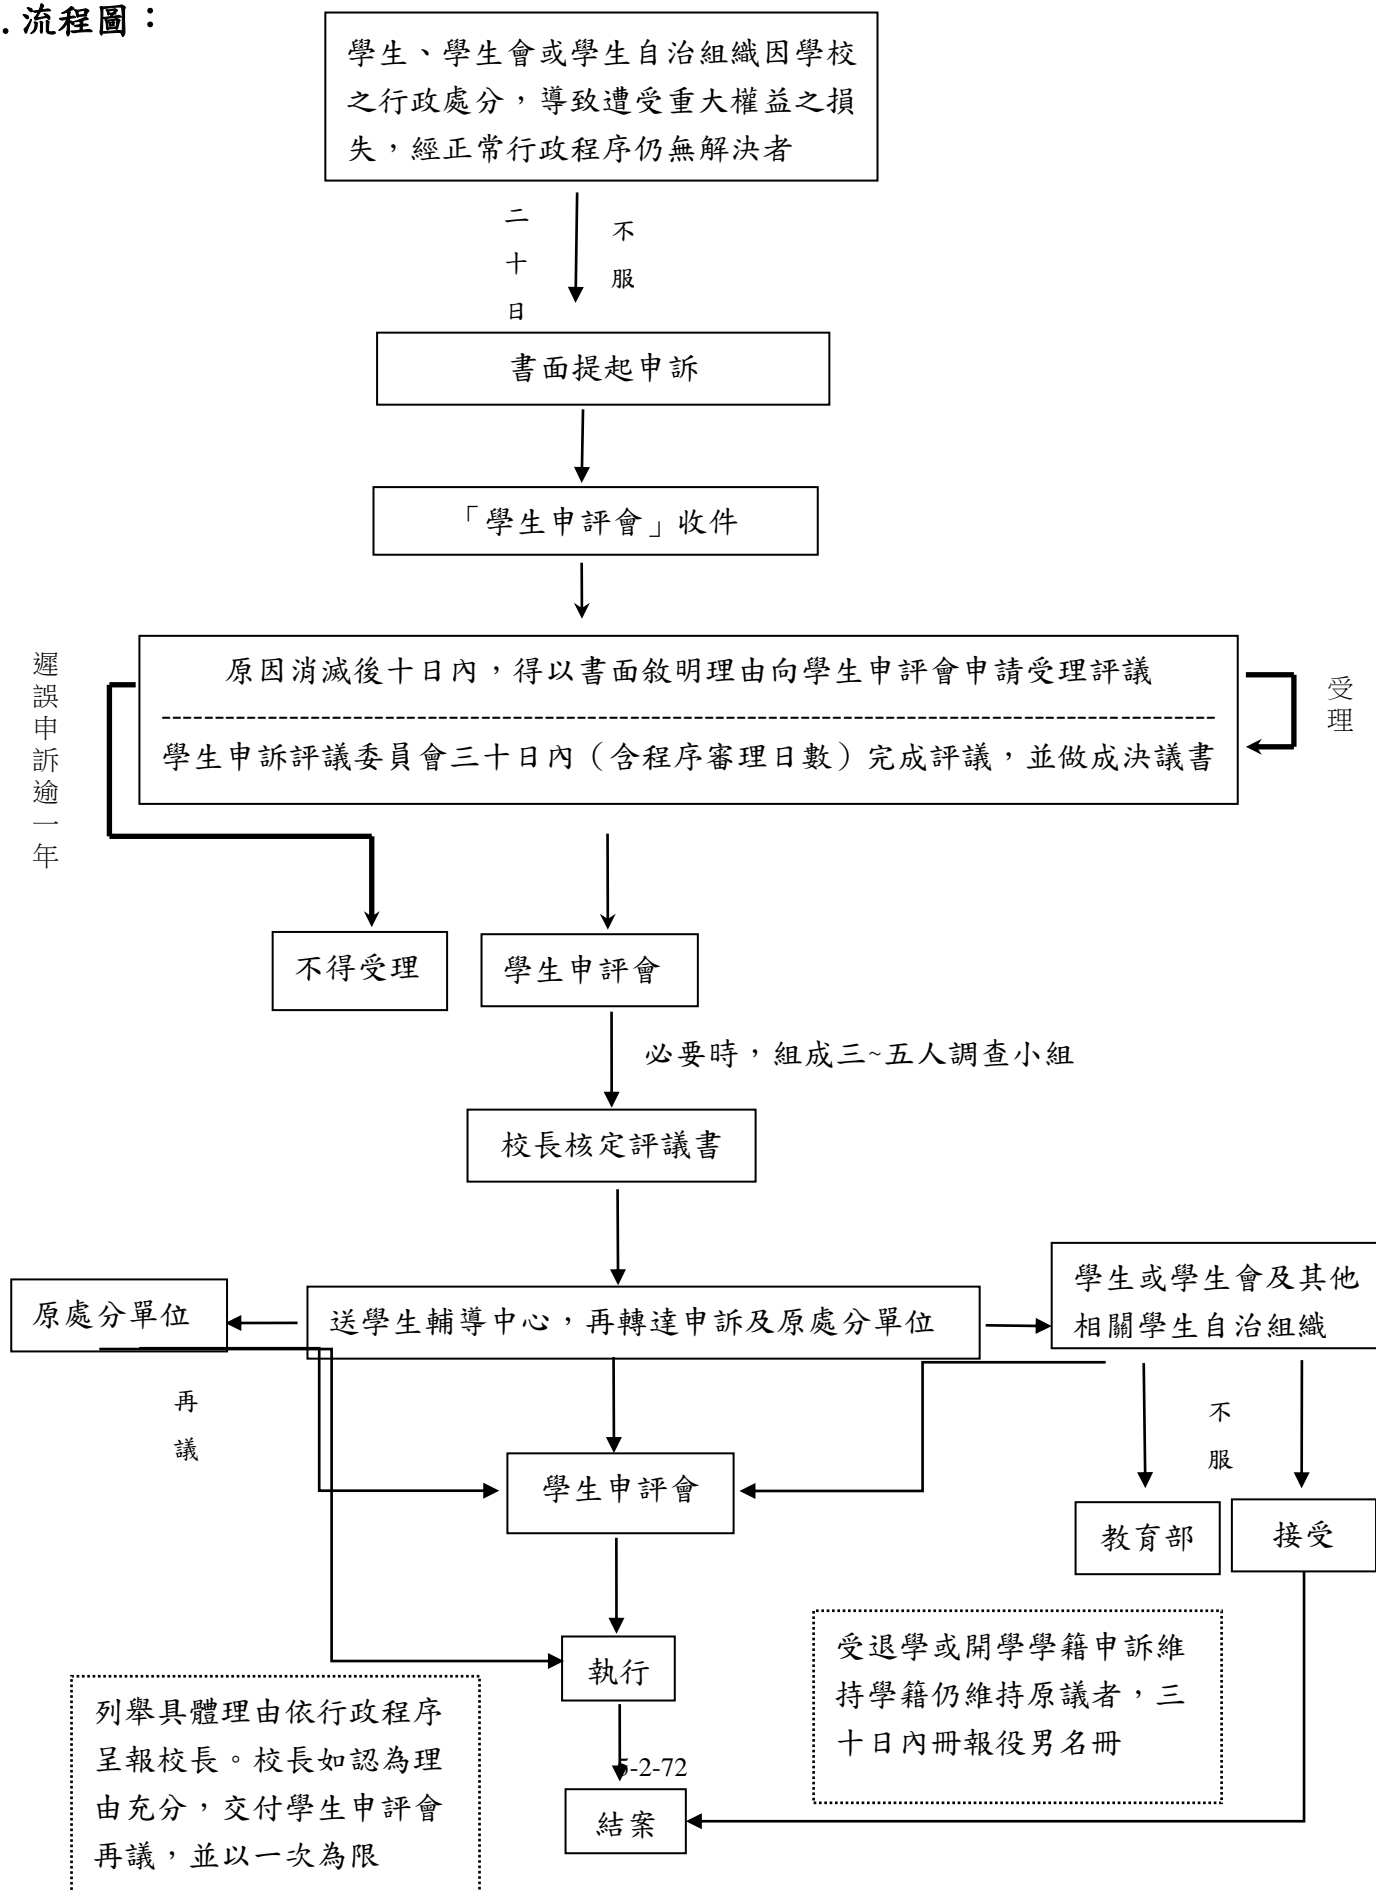 .流程圖：
學生、學生會或學生自治組織因學校
之行政處分，導致遭受重大權益之損
失，經正常行政程序仍無解決者
二十日
不服
書面提起申訴
「學生申評會」收件
遲誤申訴逾一年
原因消滅後十日內，得以書面敘明理由向學生申評會申請受理評議
學生申訴評議委員會三十日內（含程序審理日數）完成評議，並做成決議書
受理
不得受理
學生申評會
必要時，組成三~五人調查小組
校長核定評議書
原處分單位
送學生輔導中心，再轉達申訴及原處分單位
學生或學生會及其他
相關學生自治組織
再議
不服
學生申評會
教育部
接受
執行
受退學或開學學籍申訴維
持學籍仍維持原議者，三
十日內冊報役男名冊
列舉具體理由依行政程序
呈報校長。校長如認為理
由充分，交付學生申評會
再議，並以一次為限
5-2-72
結案